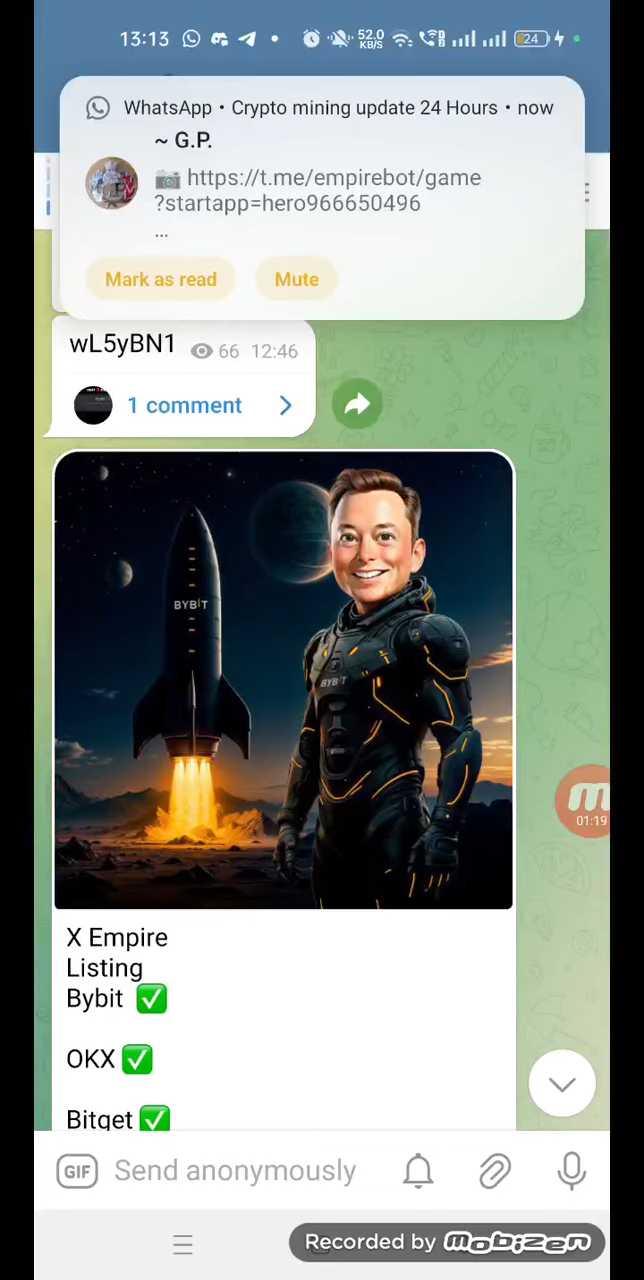 13:13
52.0
KB/S
24
WhatsApp • Crypto mining update 24 Hours • now
~ G.P.
https://t.me/empirebot/game
?startapp=hero966650496
...
Mark as read
Mute
wL5yBN1
66 12:46
1 comment
BYBIT
BYBIT
01:19
X Empire
Listing
Bybit ✅
OKX ✅
Bitget ✅
GIF
Send anonymously
Recorded by mobizen